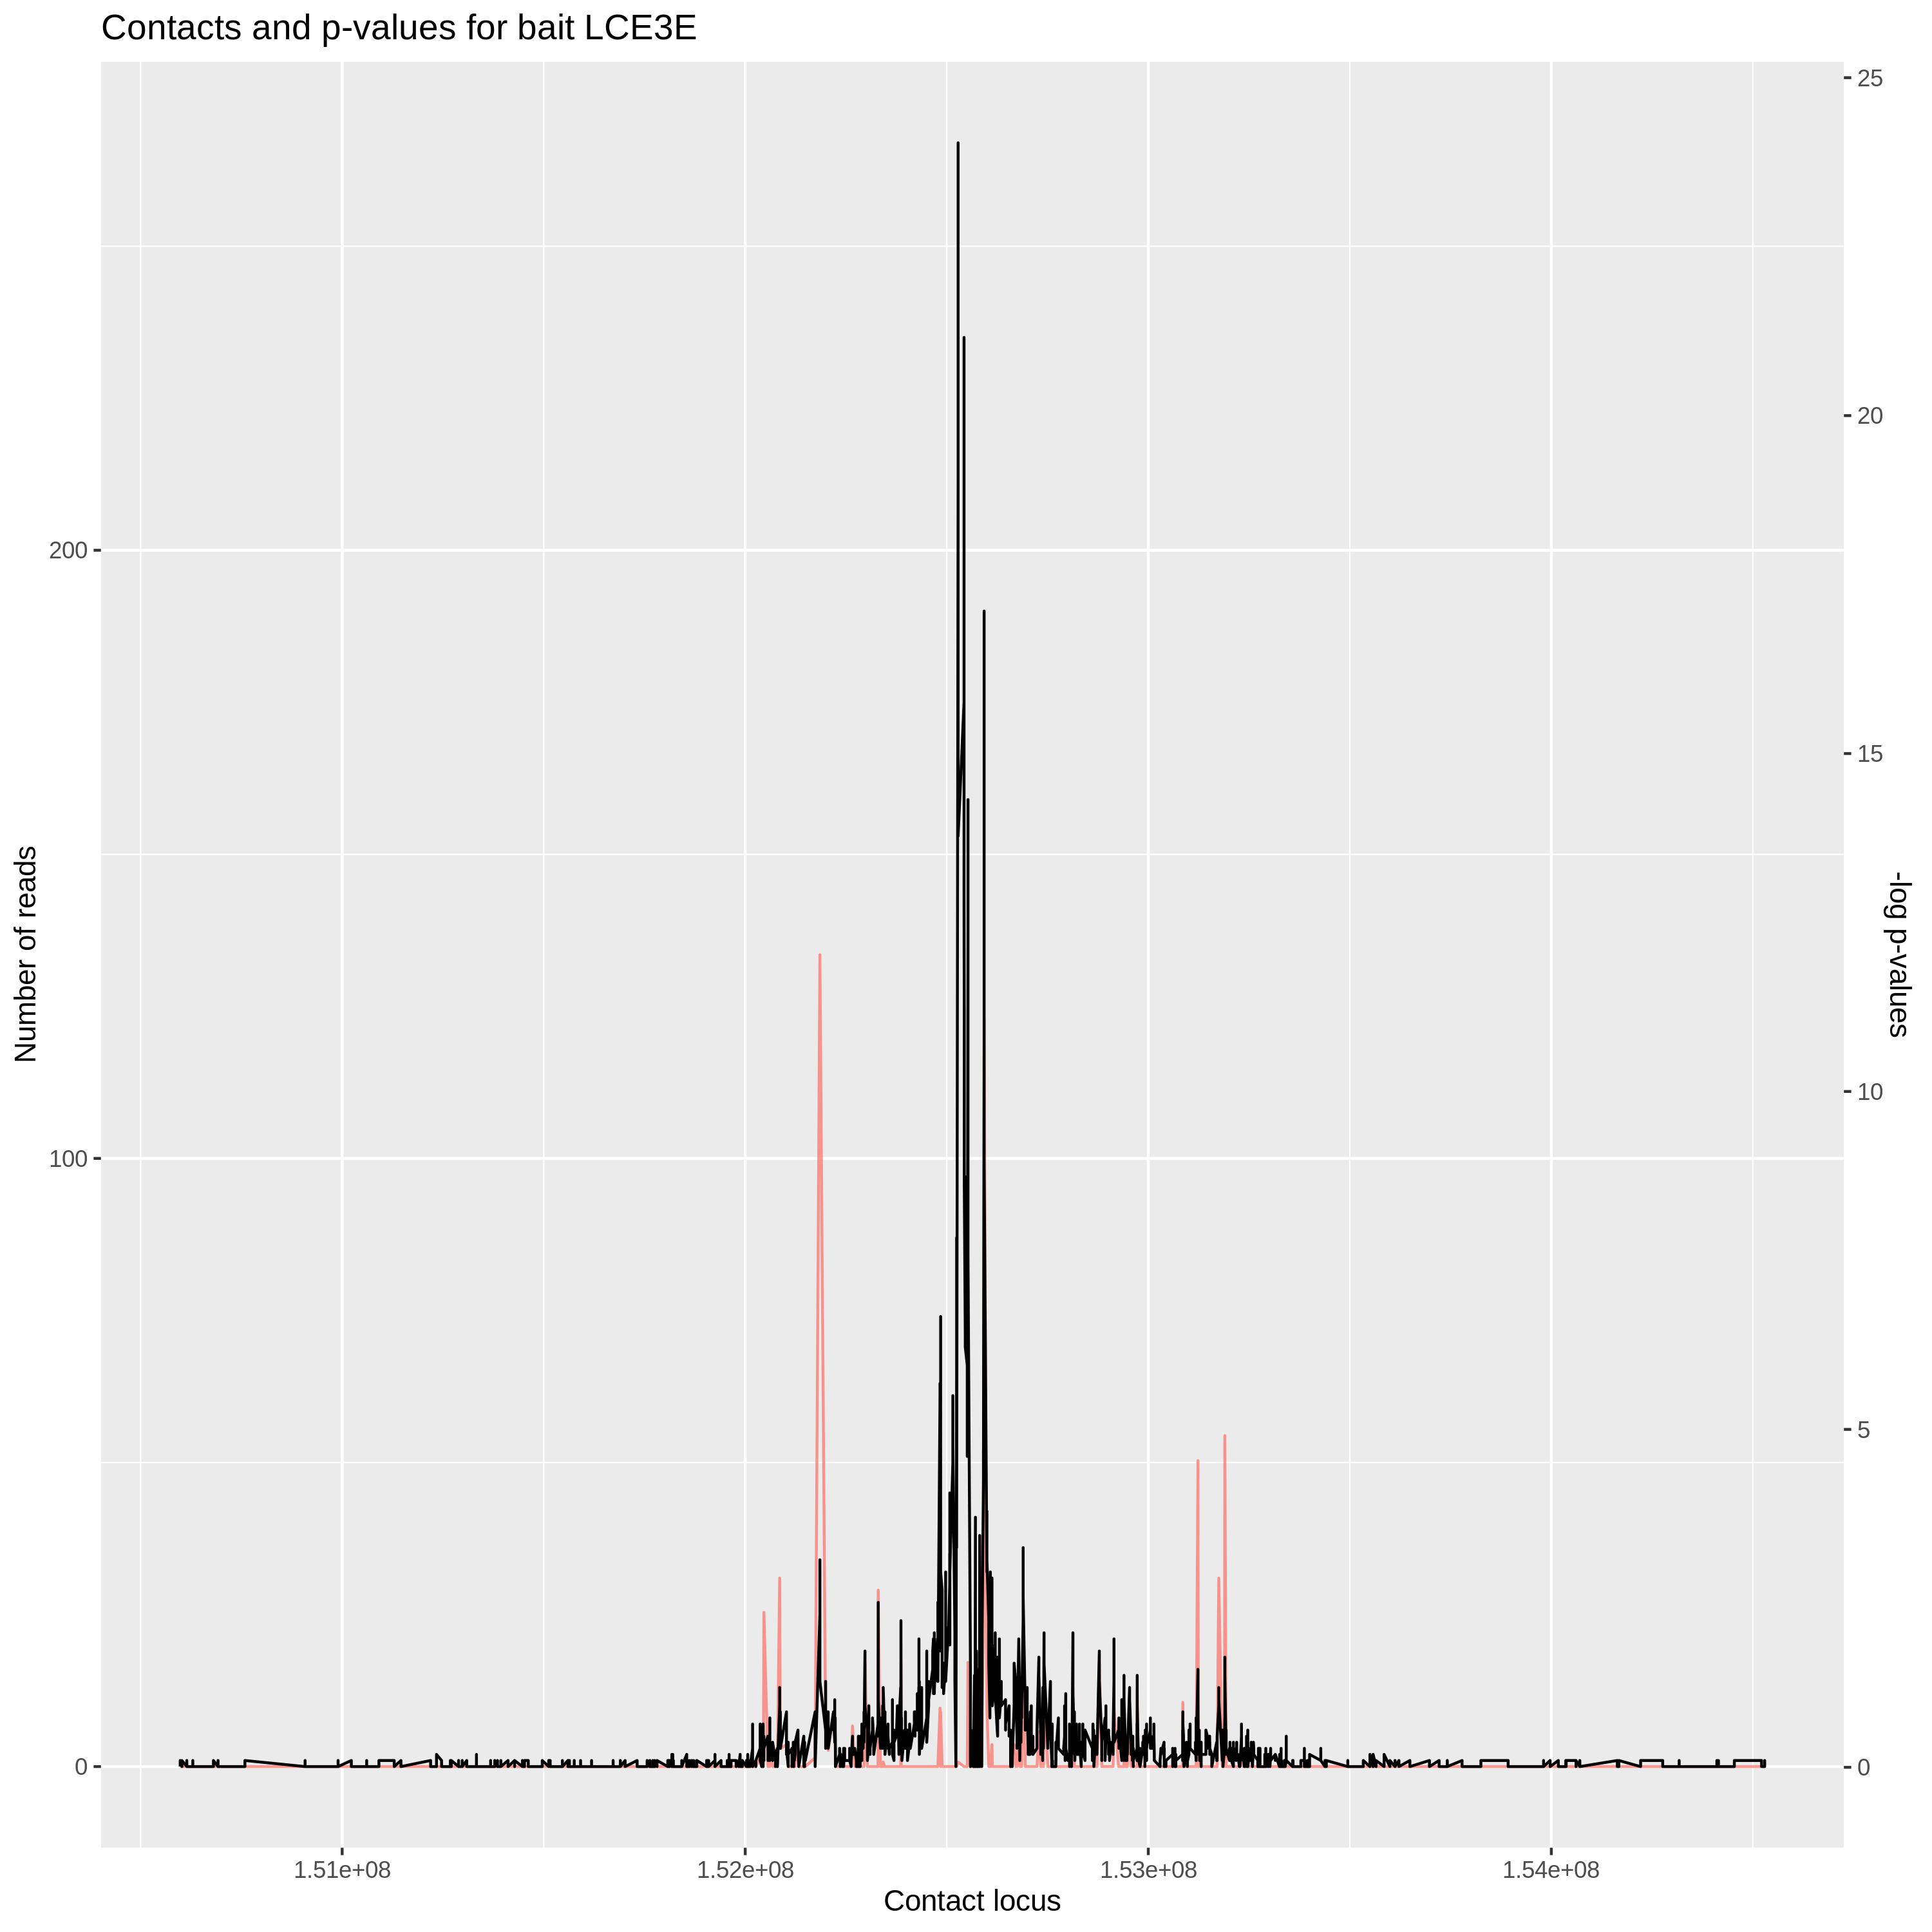 Contacts and p-values for bait LCE3E
25
20
200
15
Number of reads
-log p-values
10
100
5
0
0
1.51e+08
1.52e+08
1.53e+08
1.54e+08
Contact locus